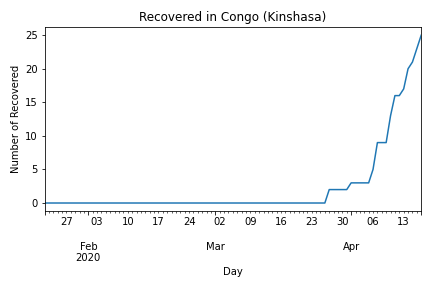 Recovered in Congo (Kinshasa)
Number of Recovered
25
20
15
10
5
0
27 03 10 17 24 02 09 16 23 30 06 13
Feb Mar Apr
2020
Day